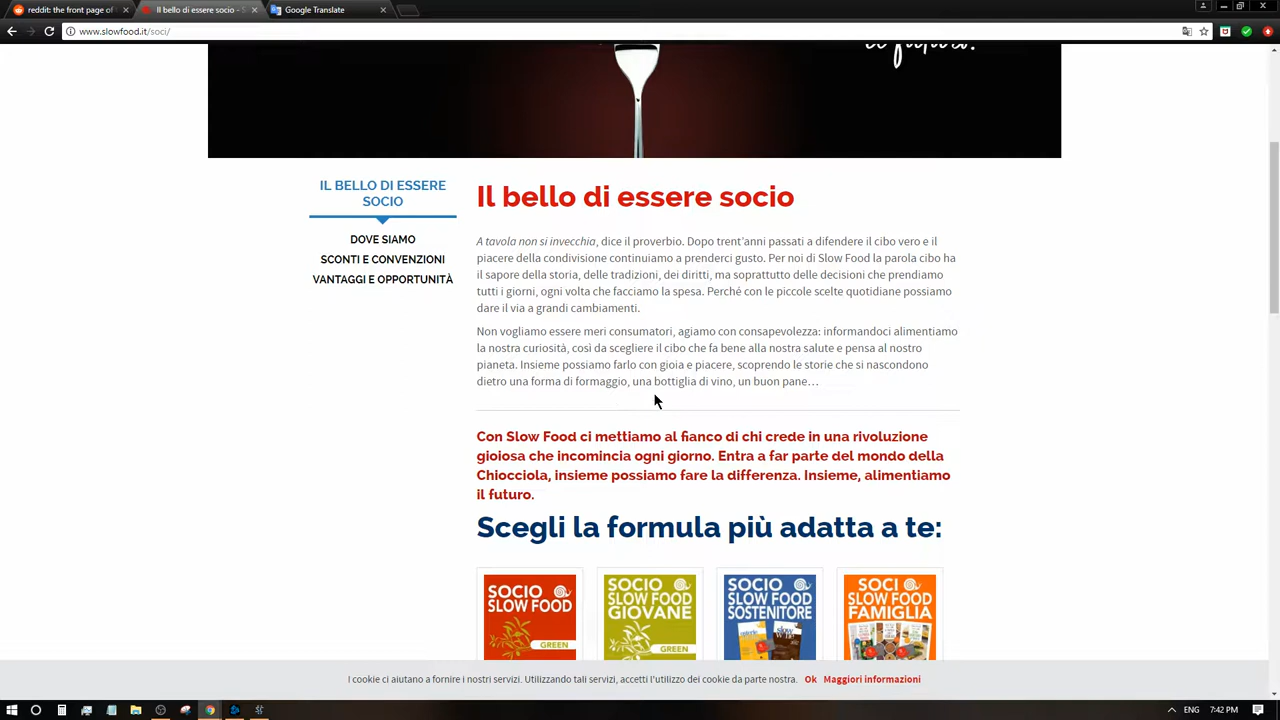 reddit: the front page of
Il bello di essere socio - S
Google Translate
www.slowfood.it/soci/
IL BELLO DI ESSERE
SOCIO
DOVE SIAMO
SCONTI E CONVENZIONI
VANTAGGI E OPPORTUNITÀ
Il bello di essere socio
A tavola non si invecchia, dice il proverbio. Dopo trent'anni passati a difendere il cibo vero e il
piacere della condivisione continuiamo a prenderci gusto. Per noi di Slow Food la parola cibo ha
il sapore della storia, delle tradizioni, dei diritti, ma soprattutto delle decisioni che prendiamo
tutti i giorni, ogni volta che facciamo la spesa. Perché con le piccole scelte quotidiane possiamo
dare il via a grandi cambiamenti.
Non vogliamo essere meri consumatori, agiamo con consapevolezza: informandoci alimentiamo
la nostra curiosità, così da scegliere il cibo che fa bene alla nostra salute e pensa al nostro
pianeta. Insieme possiamo farlo con gioia e piacere, scoprendo le storie che si nascondono
dietro una forma di formaggio, una bottiglia di vino, un buon pane…
Con Slow Food ci mettiamo al fianco di chi crede in una rivoluzione
gioiosa che incomincia ogni giorno. Entra a far parte del mondo della
Chiocciola, insieme possiamo fare la differenza. Insieme, alimentiamo
il futuro.
Scegli la formula più adatta a te:
SOCIO
SLOW FOOD
GREEN
SOCIO
SLOW FOOD
GIOVANE
GREEN
SOCIO
SLOW FOOD
SOSTENITORE
SOCI
SLOW FOOD
FAMIGLIA
I cookie ci aiutano a fornire i nostri servizi. Utilizzando tali servizi, accetti l'utilizzo dei cookie da parte nostra. Ok Maggiori informazioni
ENG 7:42 PM